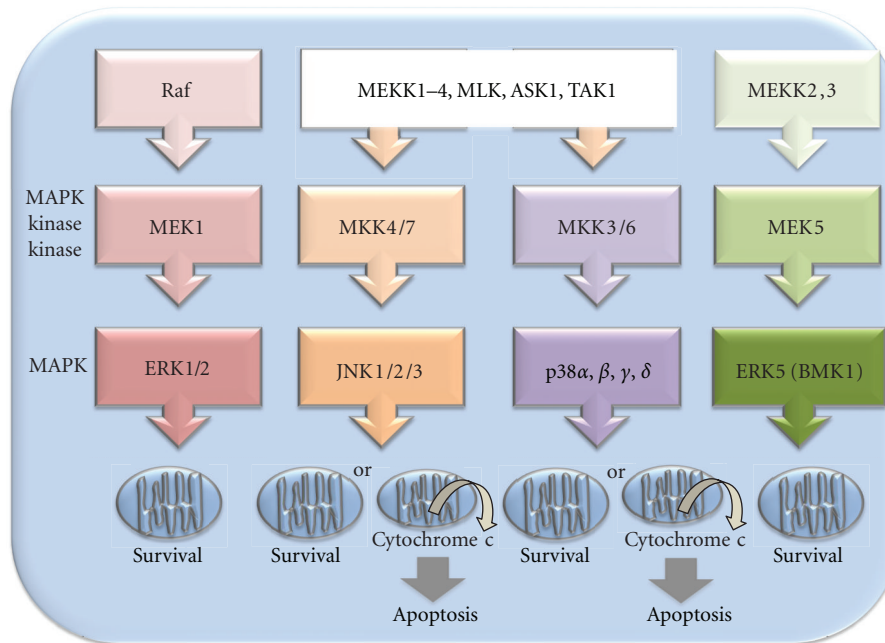 Raf
MEKK1–4, MLK, ASK1, TAK1
MEKK2,3
MAPK
kinase
kinase
MEK1
MKK4/7
MKK3/6
MEK5
MAPK
ERK1/2
JNK1/2/3
p38α, β, γ, δ
ERK5 (BMK1)
or
or
Survival
Survival
Cytochrome c
Survival
Cytochrome c
Survival
Apoptosis
Apoptosis